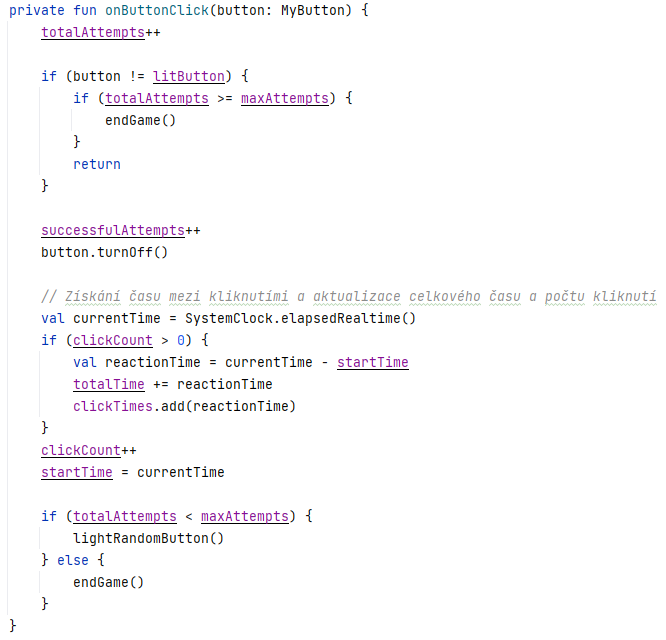 private fun onButtonClick(button: MyButton) {
totalAttempts++
if (button != litButton) {
if (totalAttempts >= maxAttempts) {
endGame()
}
return
}
successfulAttempts++
button.turnOff()
// Získání času mezi kliknutími a aktualizace celkového času a počtu kliknutí
val currentTime = SystemClock.elapsedRealtime()
if (clickCount > 0) {
val reactionTime = currentTime - startTime
totalTime += reactionTime
clickTimes.add(reactionTime)
}
clickCount++
startTime = currentTime
if (totalAttempts < maxAttempts) {
lightRandomButton()
} else {
endGame()
}
}